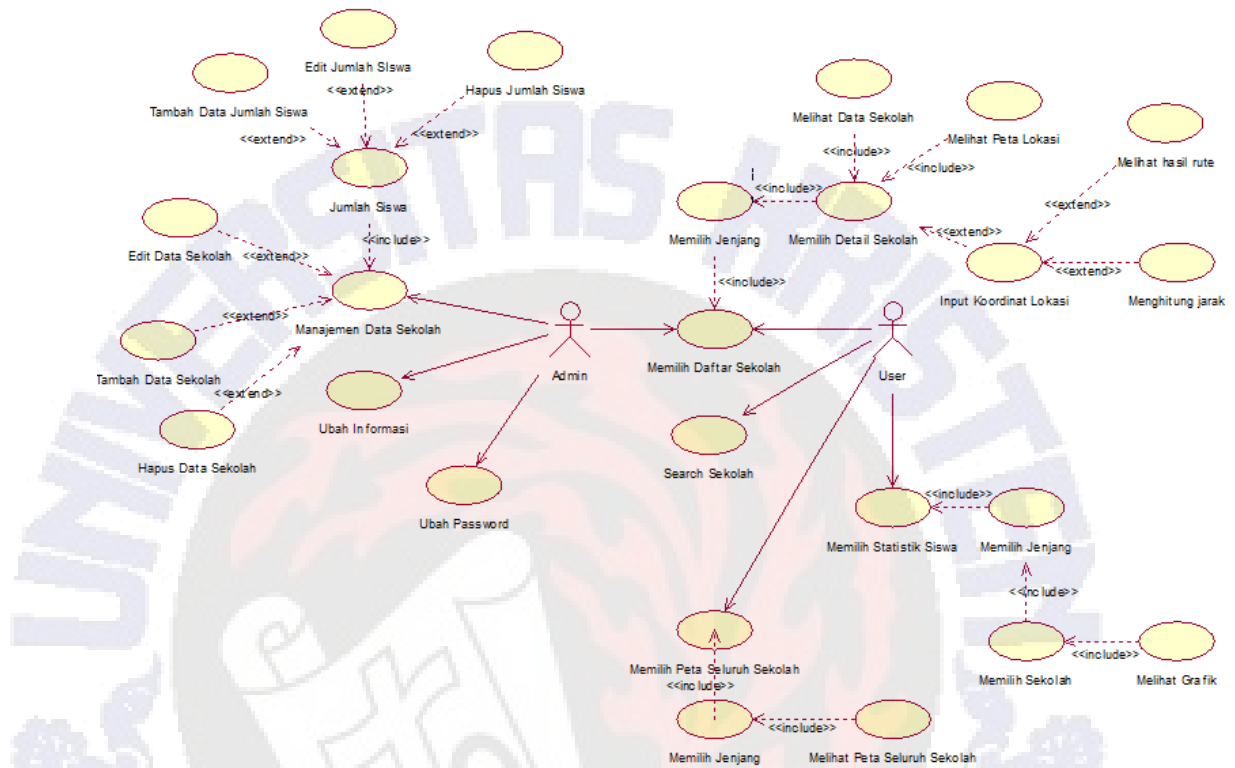 Edit Jumlah SIswa
<<extend>>
Tambah Data Jumlah Siswa
<<extend>>
Hapus Jumlah Siswa
<<extend>>
Jumlah Siswa
<<include>>
Edit Data Sekolah
<<extend>>
Manajemen Data Sekolah
<<extend>>
Tambah Data Sekolah
<<extend>>
Hapus Data Sekolah
Admin
Ubah Informasi
Ubah Password
Melihat Data Sekolah
<<include>>
Melihat Peta Lokasi
<<include>>
Melihat hasil rute
<<extend>>
<<include>>
Memilih Jenjang
Memilih Detail Sekolah
<<extend>>
Input Koordinat Lokasi
<<extend>>
Menghitung jarak
<<include>>
Memilih Daftar Sekolah
User
Search Sekolah
Memilih Statistik Siswa
<<include>>
Memilih Jenjang
<<include>>
Memilih Sekolah
<<include>>
Melihat Grafik
Memilih Peta Seluruh Sekolah
<<include>>
Memilih Jenjang
<<include>>
Melihat Peta Seluruh Sekolah
UNIVERSITAS KRISTEN